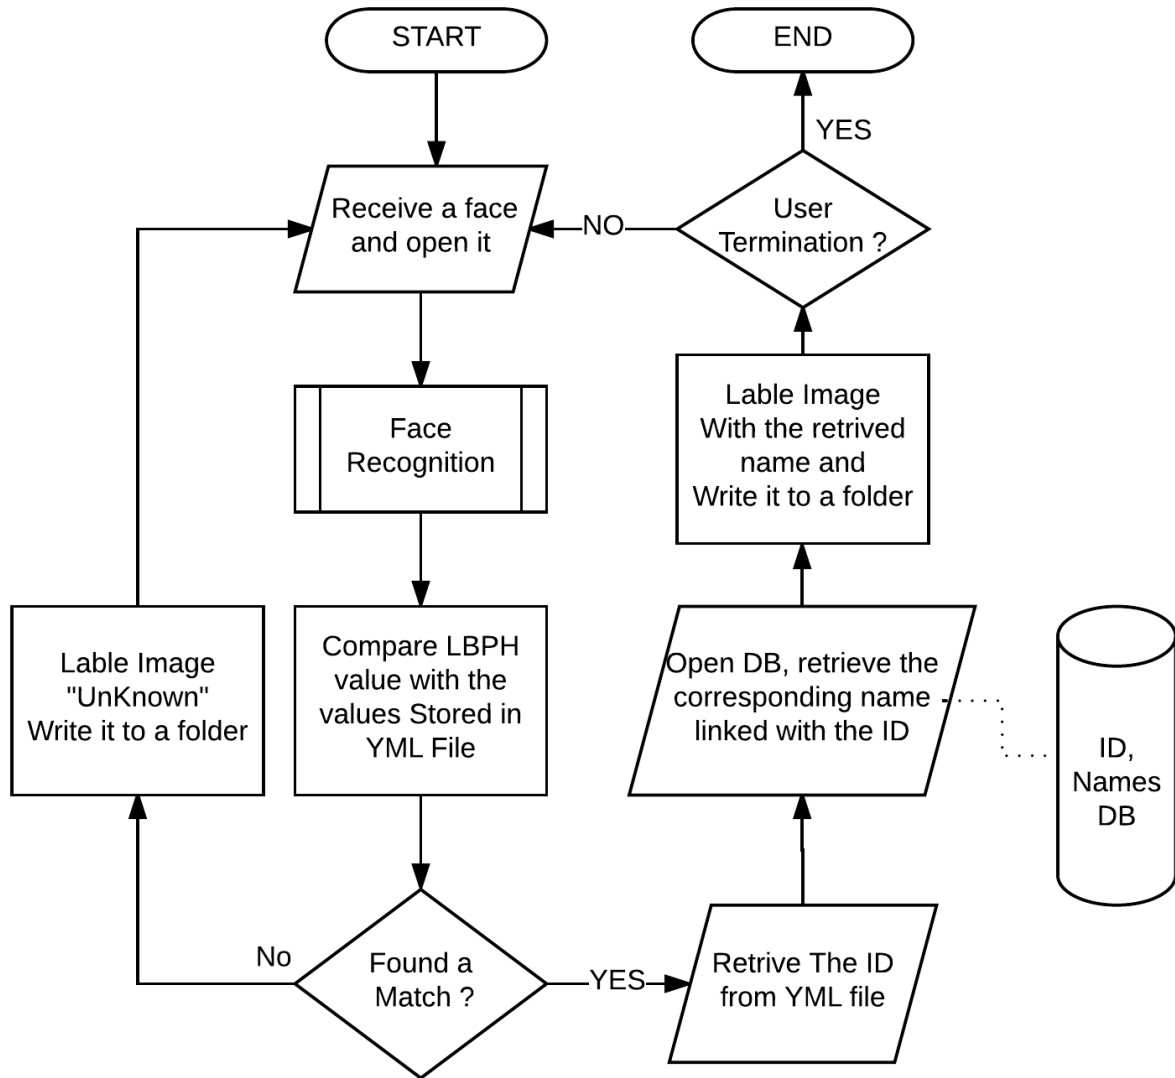 START
END
YES
Receive a face
and open it
NO
User
Termination ?
Face
Recognition
Lable Image
With the retrived
name and
Write it to a folder
Lable Image
"UnKnown"
Write it to a folder
Compare LBPH
value with the
values Stored in
YML File
Open DB, retrieve the
corresponding name
linked with the ID
ID,
Names
DB
No
Found a
Match ?
YES
Retrive The ID
from YML file